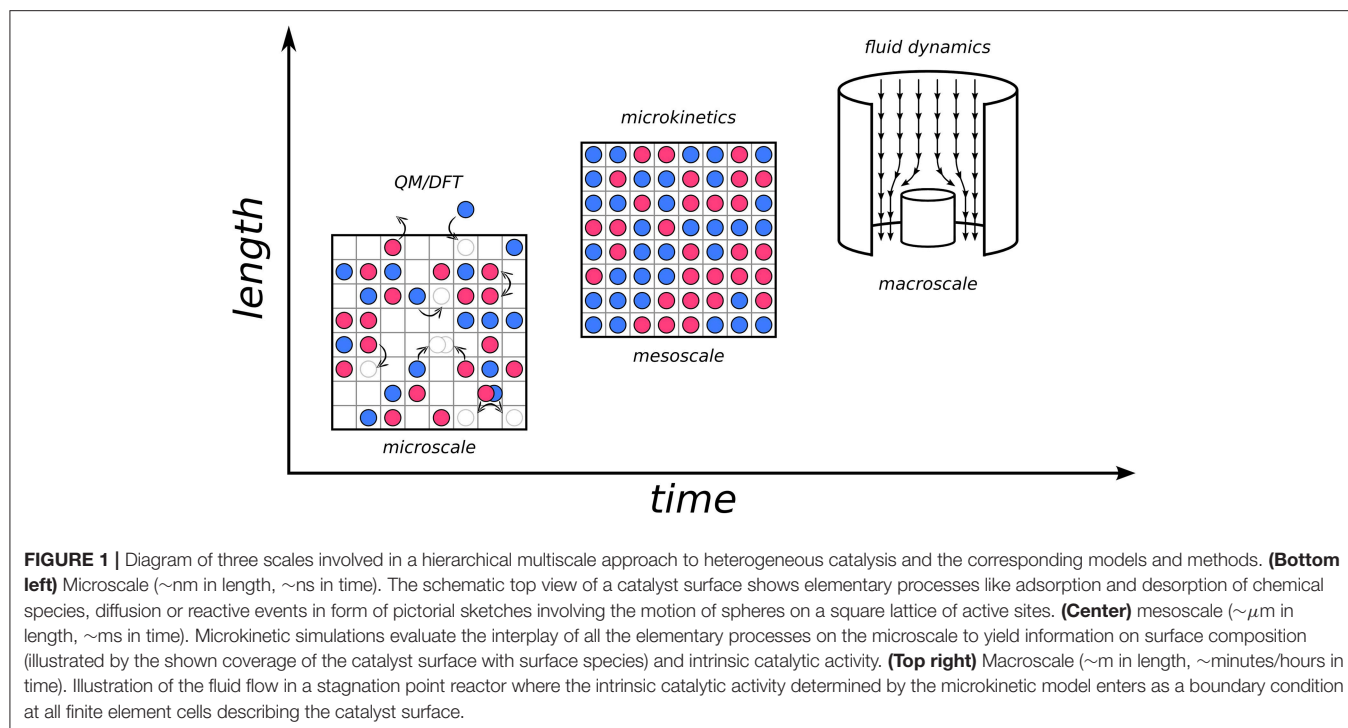 fluid dynamics
microkinetics
QM/DFT
length
macroscale
mesoscale
microscale
time
FIGURE 1 | Diagram of three scales involved in a hierarchical multiscale approach to heterogeneous catalysis and the corresponding models and methods. (Bottom
left) Microscale (∼nm in length, ∼ns in time). The schematic top view of a catalyst surface shows elementary processes like adsorption and desorption of chemical
species, diffusion or reactive events in form of pictorial sketches involving the motion of spheres on a square lattice of active sites. (Center) mesoscale (∼μm in
length, ∼ms in time). Microkinetic simulations evaluate the interplay of all the elementary processes on the microscale to yield information on surface composition
(illustrated by the shown coverage of the catalyst surface with surface species) and intrinsic catalytic activity. (Top right) Macroscale (∼m in length, ∼minutes/hours in
time). Illustration of the fluid flow in a stagnation point reactor where the intrinsic catalytic activity determined by the microkinetic model enters as a boundary condition
at all finite element cells describing the catalyst surface.